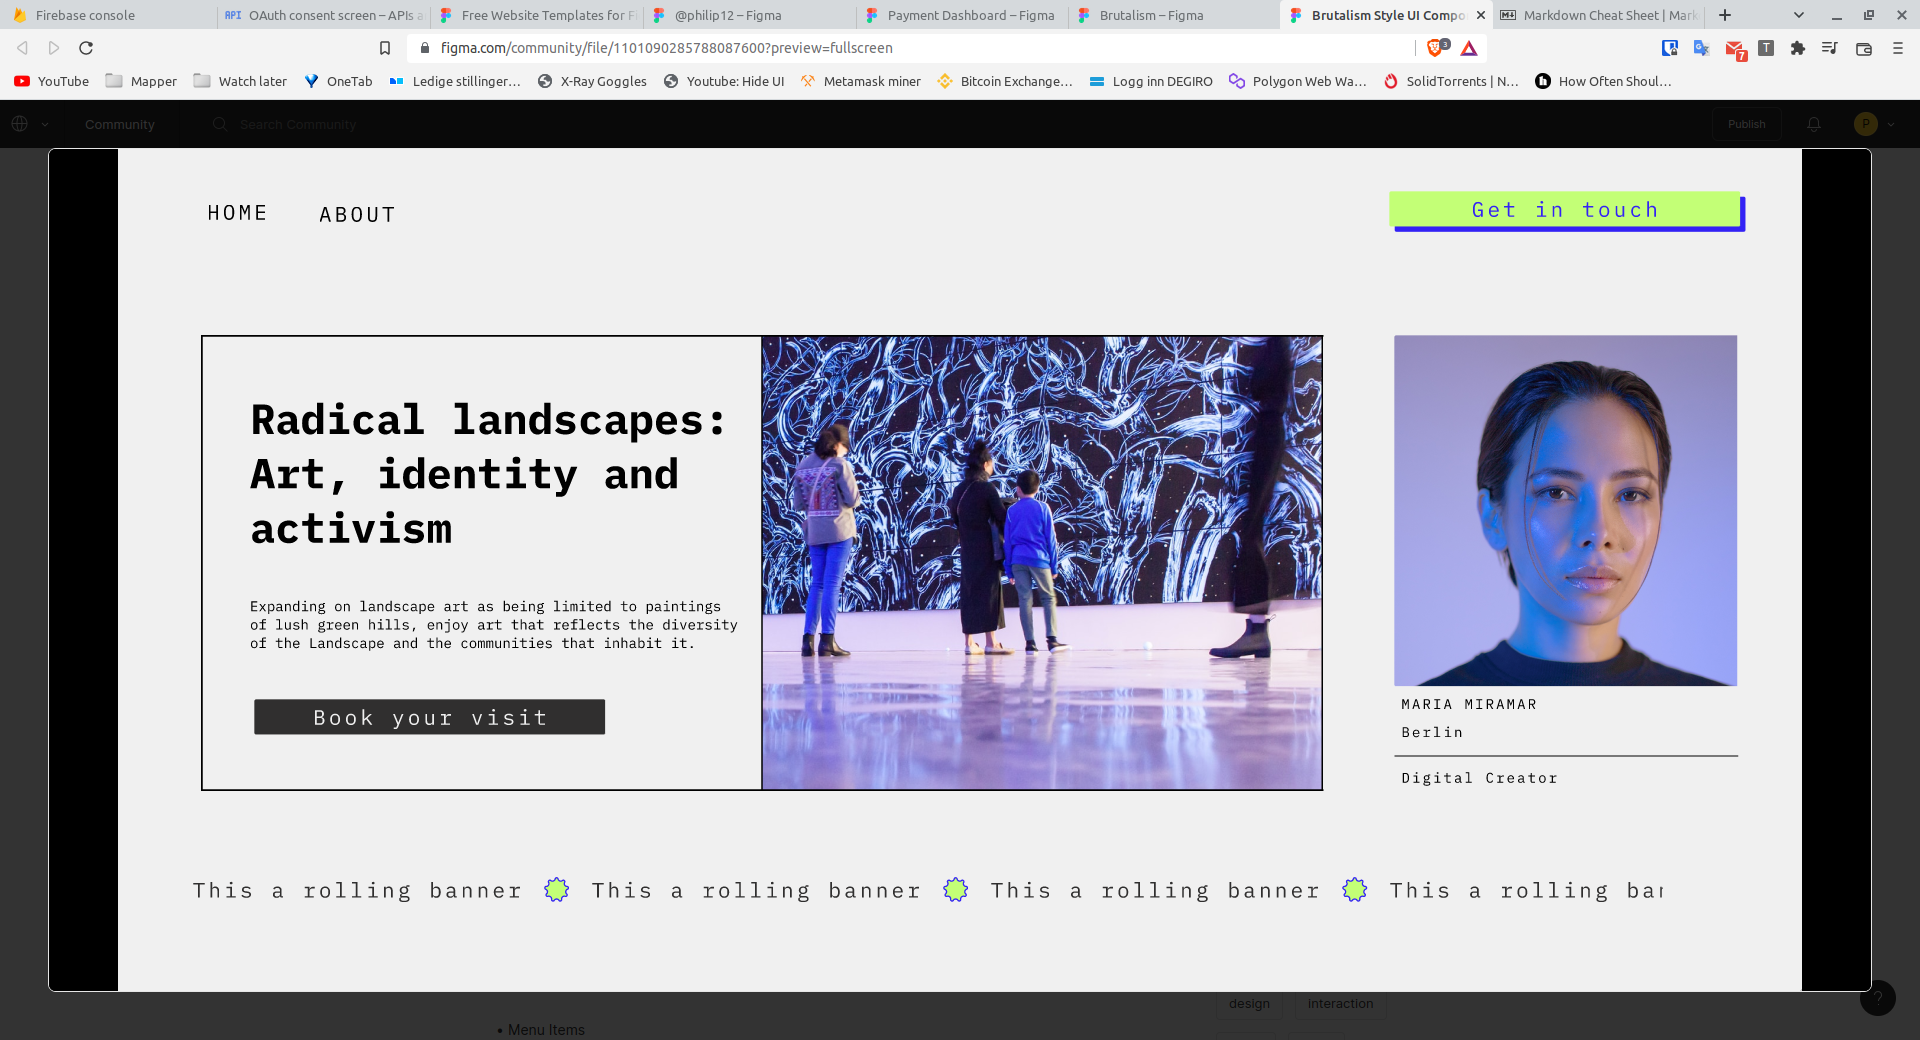 Firebase console
OAuth consent screen – APIs a
Free Website Templates for Fi
@philip12 – Figma
Payment Dashboard – Figma
Brutalism – Figma
Brutalism Style UI Compo
Markdown Cheat Sheet | Mark
figma.com/community/file/1101090285788087600?preview=fullscreen
3
7
T
YouTube
Mapper
Watch later
OneTab
Ledige stillinger...
X-Ray Goggles
Youtube: Hide UI
Metamask miner
Bitcoin Exchange...
Logg inn DEGIRO
Polygon Web Wa...
SolidTorrents | N...
How Often Shoul...
Community
Search Community
Publish
P
HOME
ABOUT
Get in touch
Radical landscapes:
Art, identity and
activism
Expanding on landscape art as being limited to paintings
of lush green hills, enjoy art that reflects the diversity
of the Landscape and the communities that inhabit it.
Book your visit
MARIA MIRAMAR
Berlin
Digital Creator
This a rolling banner
This a rolling banner
This a rolling banner
This a rolling bar
design
interaction
?
• Menu Items